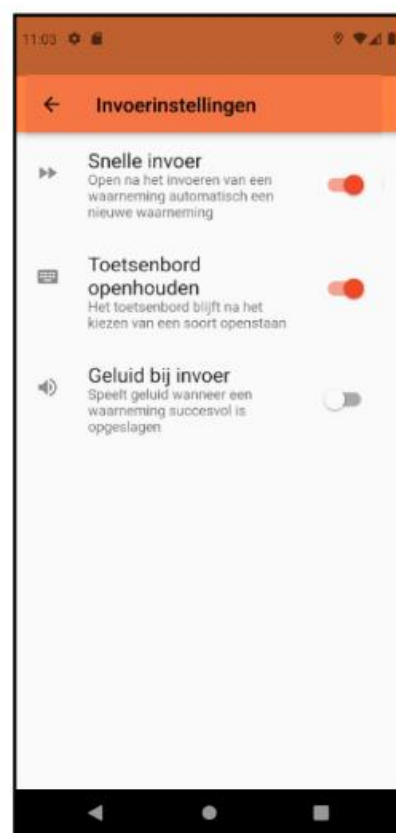 11:03
Invoerinstellingen
Snelle invoer
Open na het invoeren van een
waarneming automatisch een
nieuwe waarneming
Toetsenbord
openhouden
Het toetsenbord blijft na het
kiezen van een soort openstaan
Geluid bij invoer
Speelt geluid wanneer een
waarneming succesvol is
opgeslagen